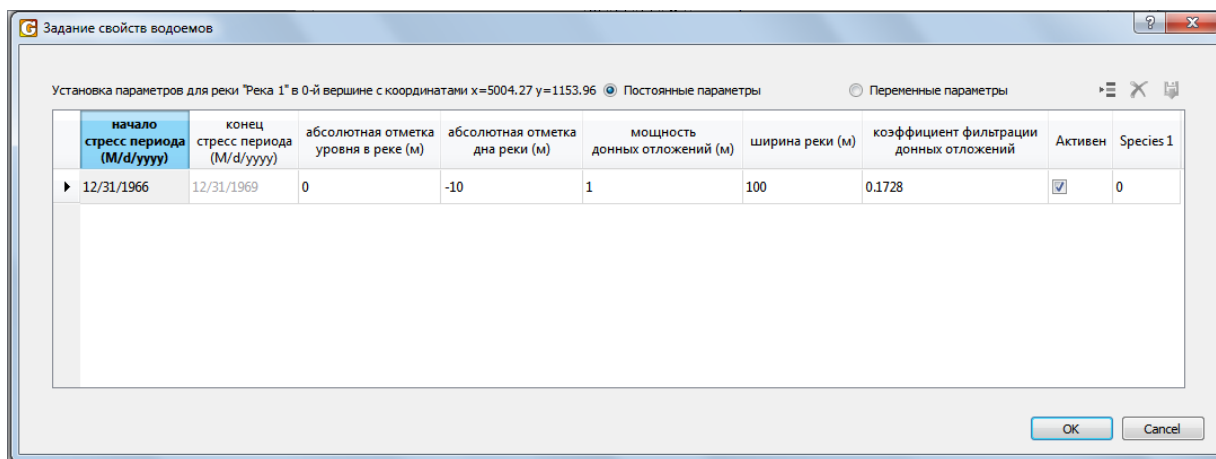 Задание свойств водоемов
Установка параметров для реки "Река 1" в 0-й вершине с координатами x=5004.27 y=1153.96 Постоянные параметры Переменные параметры
начало стресс периода (M/d/yyyy) конец стресс периода (M/d/yyyy) абсолютная отметка уровня в реке (м) абсолютная отметка дна реки (м) мощность донных отложений (м) ширина реки (м) коэффициент фильтрации донных отложений Активен Species 1
12/31/1966 12/31/1969 0 -10 1 100 0.1728 0
OK Cancel